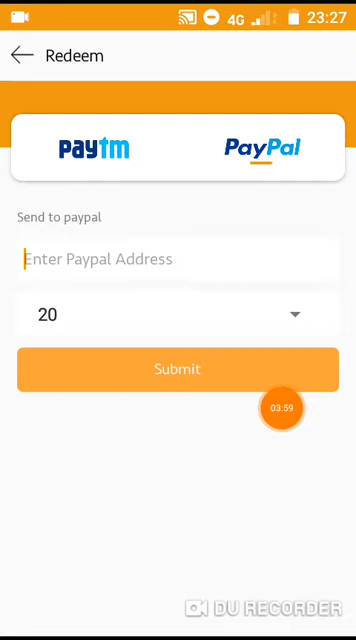 4G 23:27
Redeem
paytm PayPal
Send to paypal
Enter Paypal Address
20
Submit
03:59
DU RECORDER